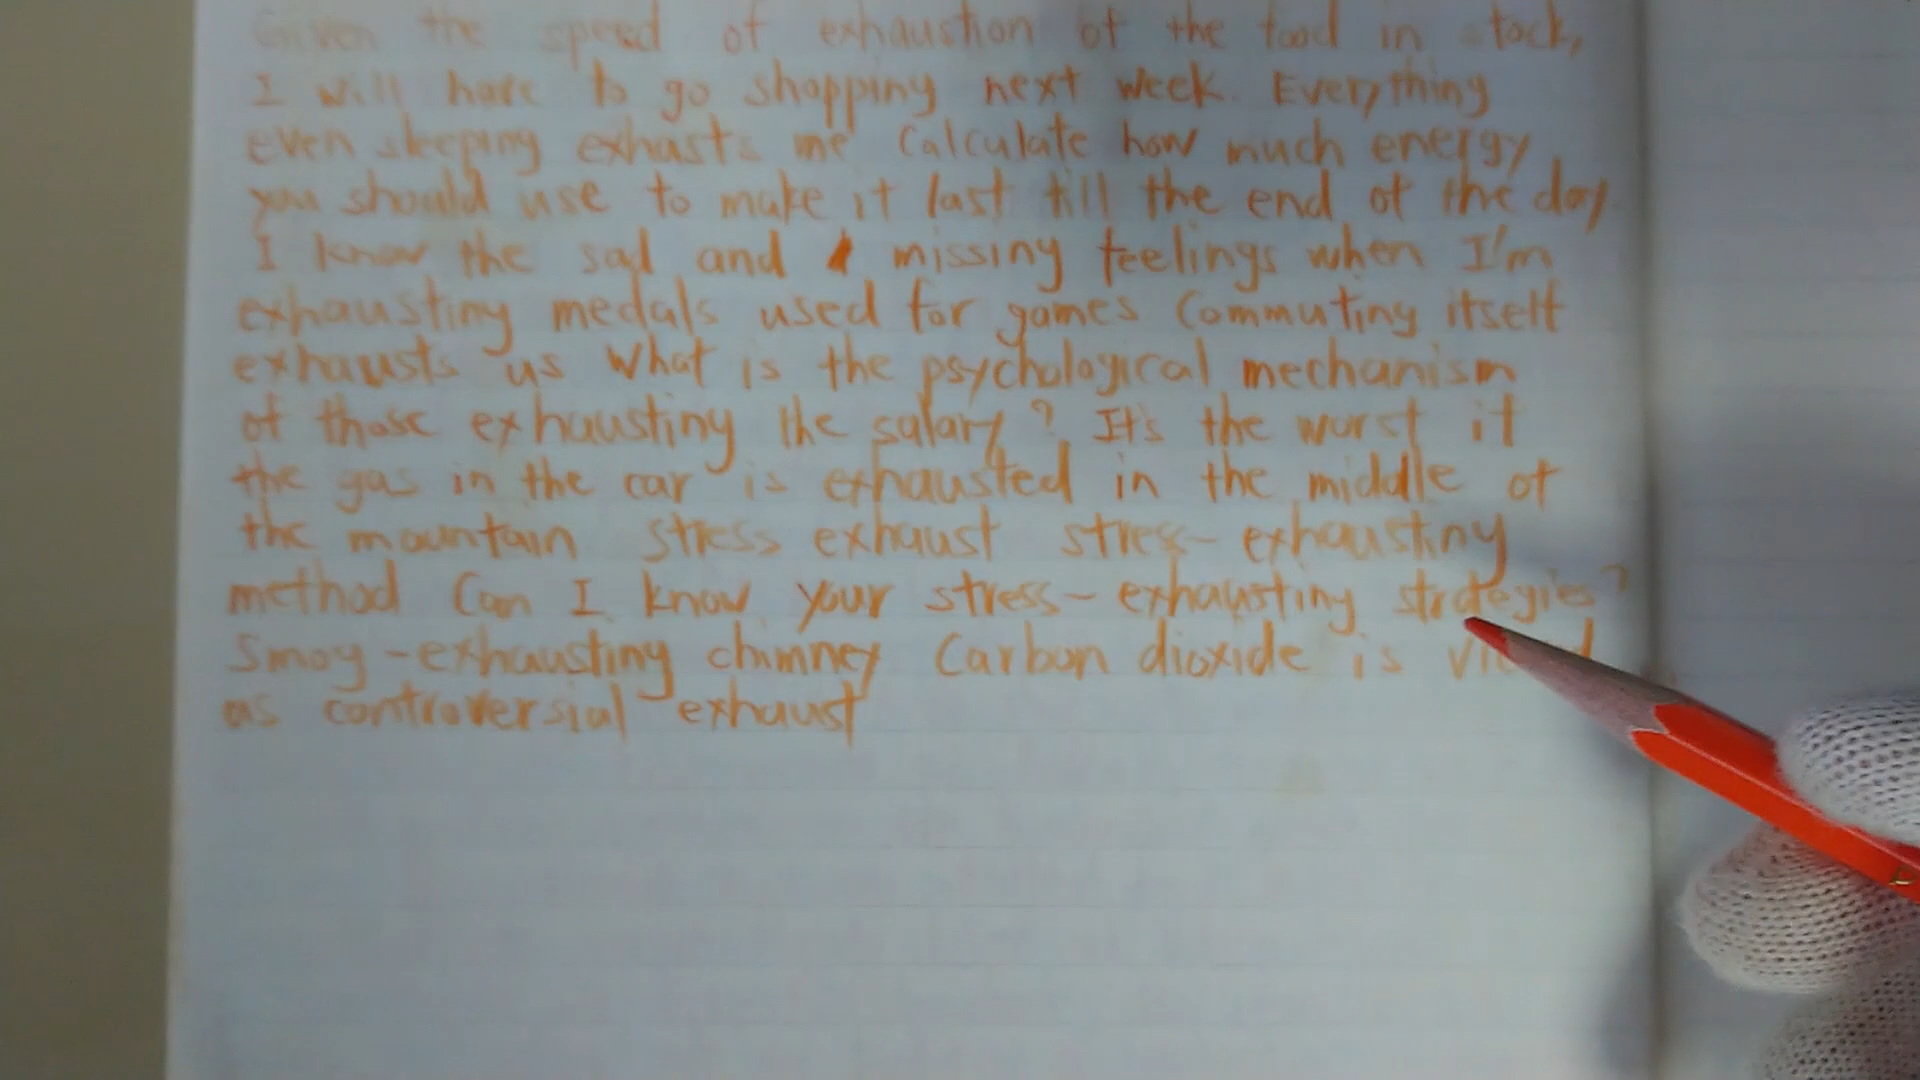 Given the speed of exhaustion of the food in stock,
I will have to go shopping next week. Everything
even sleeping exhasts me Calculate how much energy
you should use to make it last till the end of the day
I know the sad and missing feelings when I'm
exhausting medals used for games Commuting itself
exhausts us What is the psychological mechanism
of those exhausting the salary? It's the worst if
the gas in the car is exhausted in the middle of
the mountain stress exhaust stress-exhausting
method Can I know your stress-exhausting strategies?
Smog-exhausting chimney Carbon dioxide is
as controversial exhaust